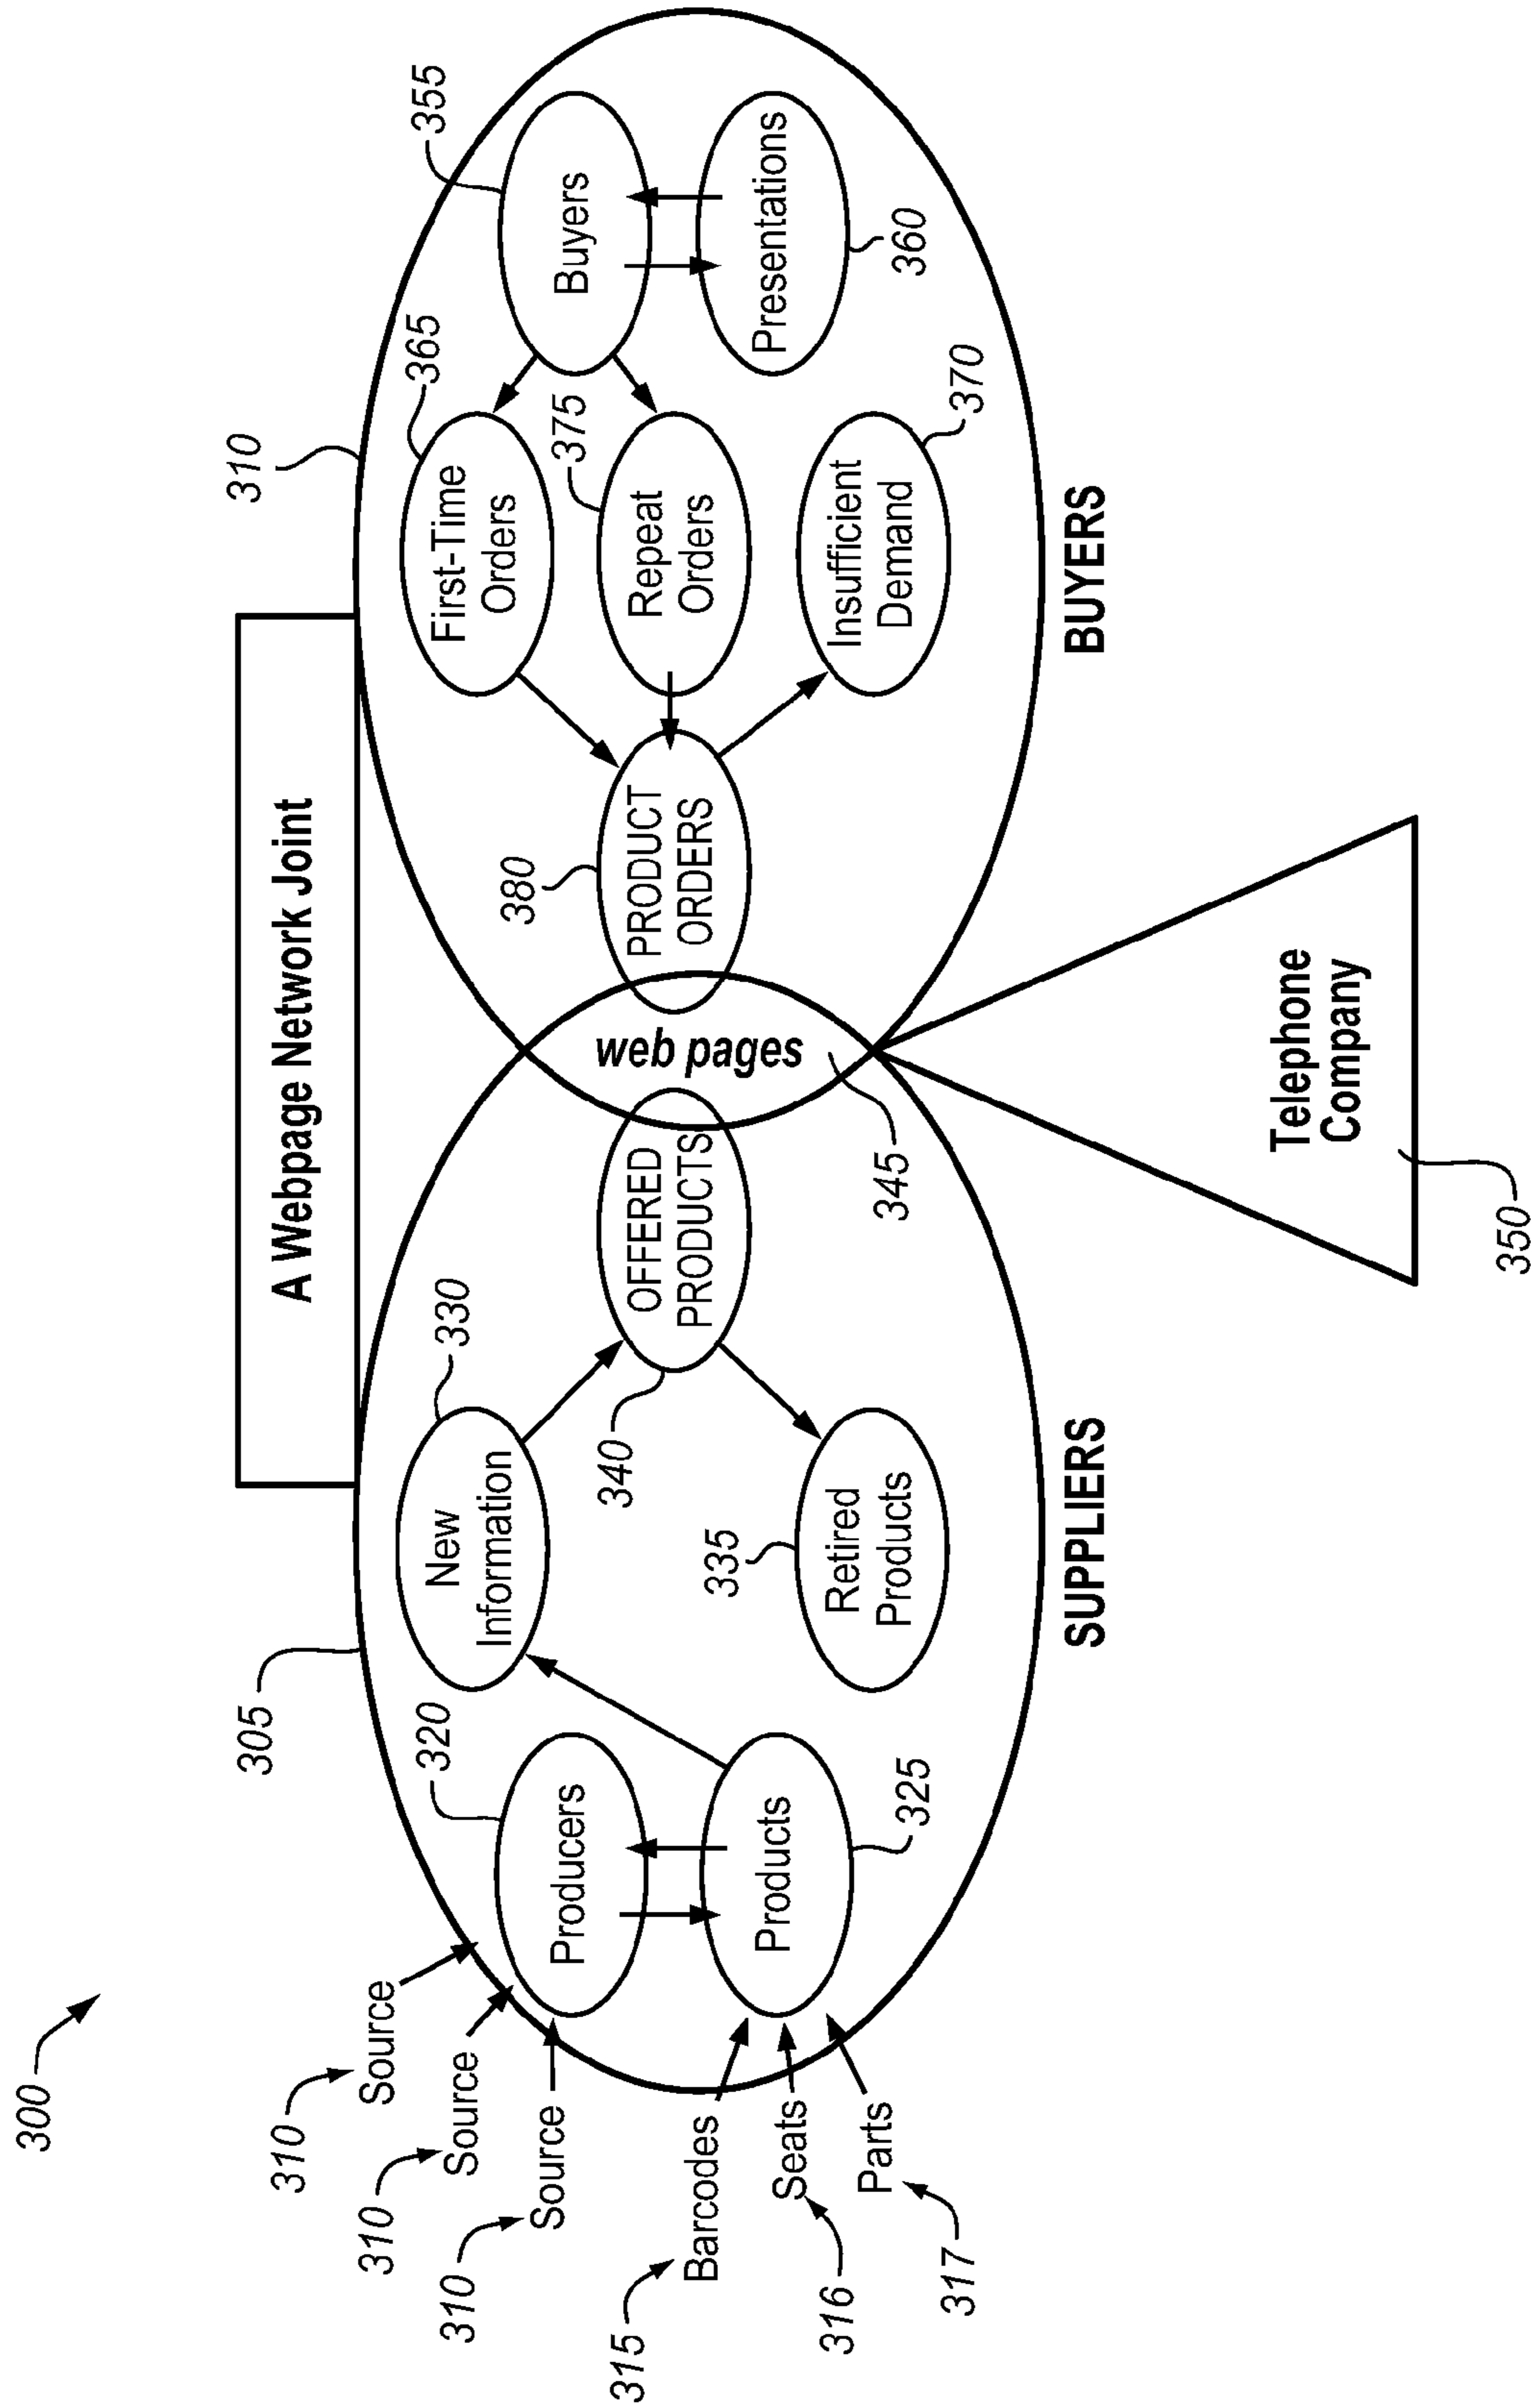 300
A Webpage Network Joint
305
310
310
Source
310
Source
310
Source
315
Barcodes
316
Seats
317
Parts
320
Producers
325
Products
330
New
Information
335
Retired
Products
340
OFFERED
PRODUCTS
web pages
345
380
PRODUCT
ORDERS
365
First-Time
Orders
375
Repeat
Orders
370
Insufficient
Demand
355
Buyers
Presentations
360
SUPPLIERS
BUYERS
Telephone
Company
350